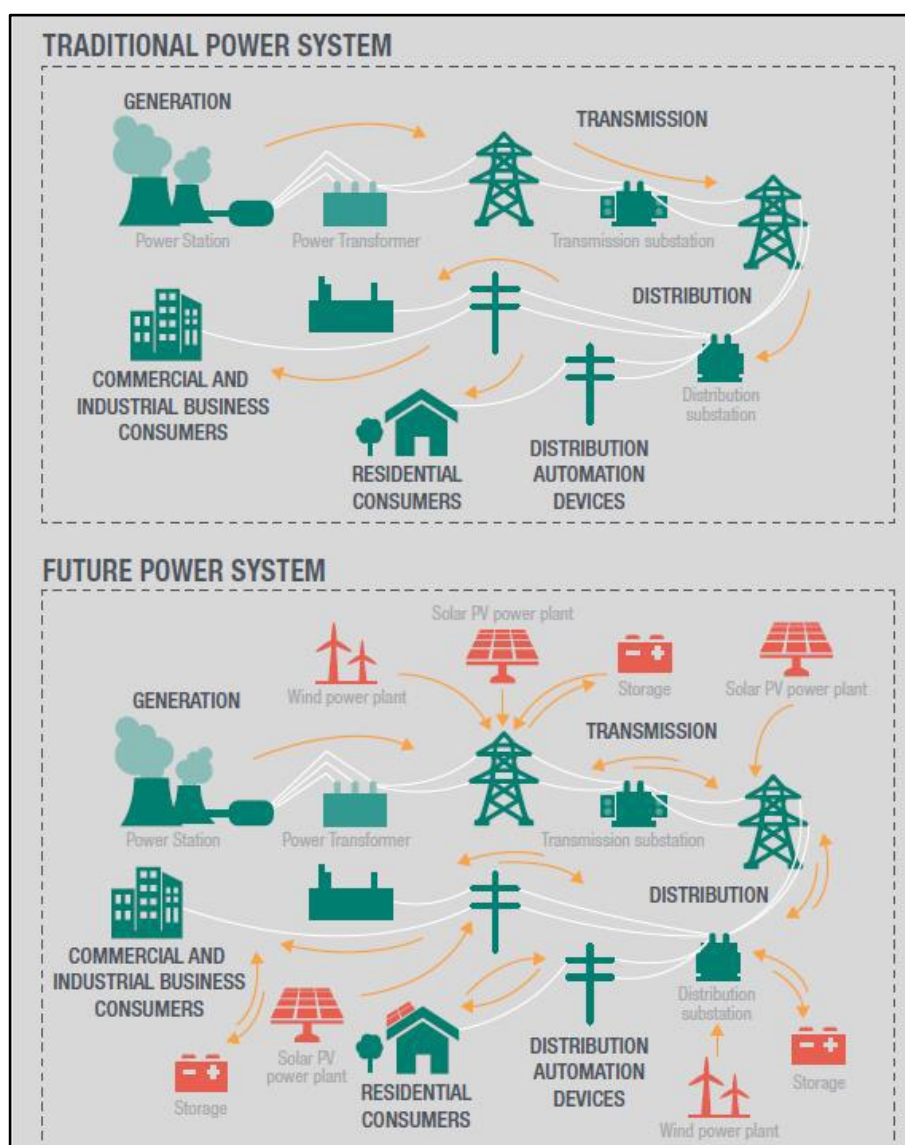 TRADITIONAL POWER SYSTEM
GENERATION
TRANSMISSION
Power Station
Power Transformer
Transmission substation
DISTRIBUTION
COMMERCIAL AND
INDUSTRIAL BUSINESS
CONSUMERS
Distribution
substation
RESIDENTIAL
CONSUMERS
DISTRIBUTION
AUTOMATION
DEVICES
FUTURE POWER SYSTEM
Solar PV power plant
Wind power plant
Storage
Solar PV power plant
GENERATION
TRANSMISSION
Power Station
Power Transformer
Transmission substation
DISTRIBUTION
COMMERCIAL AND
INDUSTRIAL BUSINESS
CONSUMERS
Distribution
substation
Solar PV
power plant
Storage
RESIDENTIAL
CONSUMERS
DISTRIBUTION
AUTOMATION
DEVICES
Storage
Wind power plant